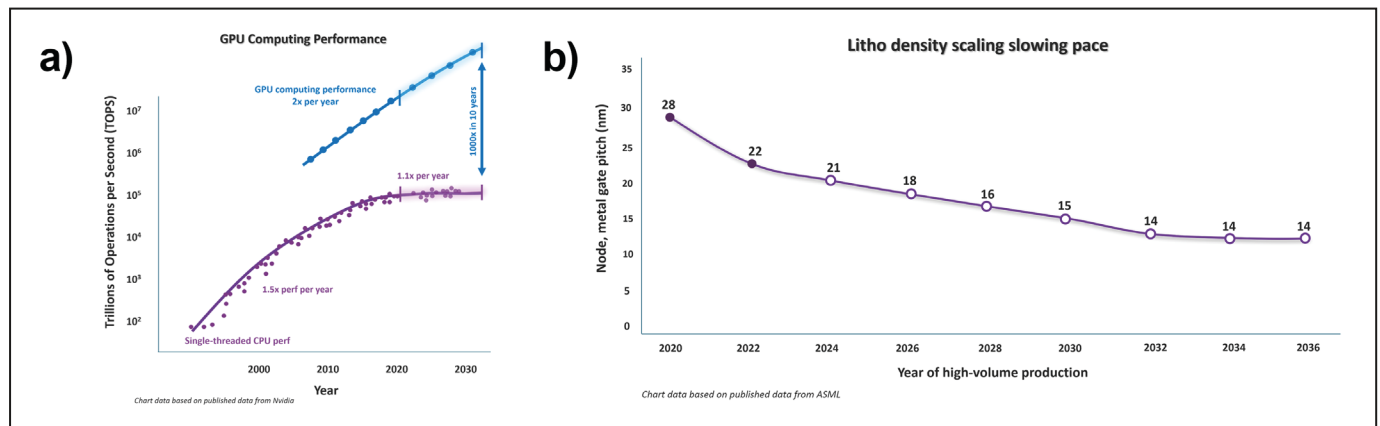 a)
GPU Computing Performance
Trillions of Operations per Second (TOPS)
10⁷
10⁶
10⁵
10⁴
10³
10²
GPU computing performance
2x per year
1000x in 10 years
1.1x per year
1.5x perf per year
Single-threaded CPU perf
2000 2010 2020 2030
Year
Chart data based on published data from Nvidia
b)
Litho density scaling slowing pace
Node, metal gate pitch (nm)
35
30
25
20
15
10
5
0
28 22 21 18 16 15 14 14 14
2020 2022 2024 2026 2028 2030 2032 2034 2036
Year of high-volume production
Chart data based on published data from ASML